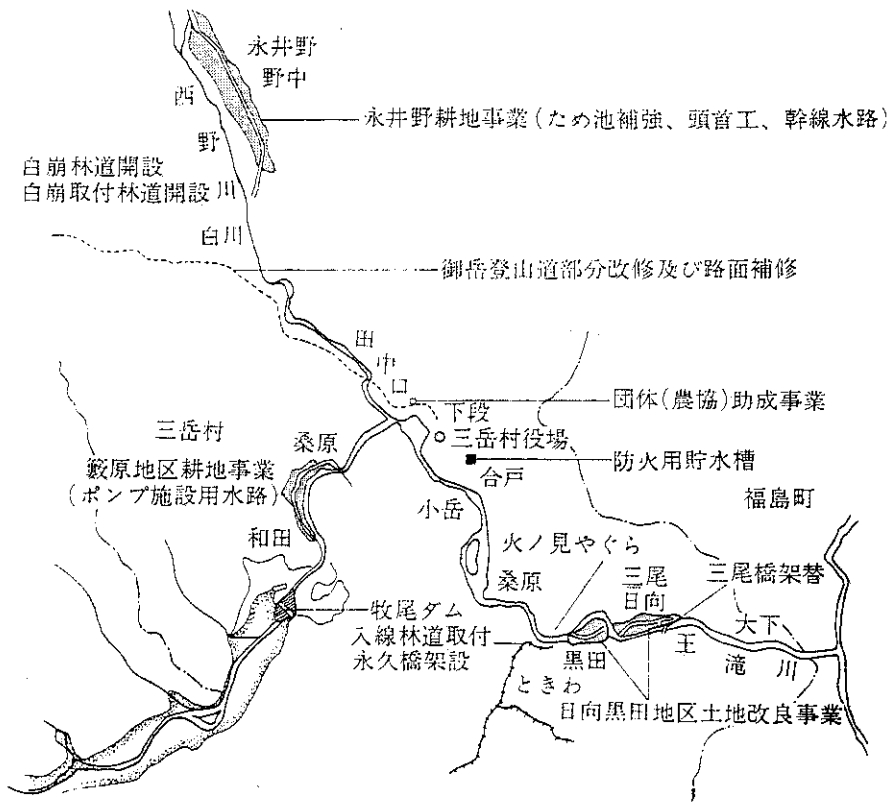 永井野
野中
西野川
永井野耕地事業(ため池補強、頭首工、幹線水路)
白崩林道開設
白崩取付林道開設
白川
御岳登山道部分改修及び路面補修
田中口
団体(農協)助成事業
下段
三岳村役場
三岳村
桑原
防火用貯水槽
合戸
藪原地区耕地事業
(ポンプ施設用水路)
小岳
福島町
和田
火ノ見やぐら
桑原
三尾
日向
三尾橋架替
牧尾ダム
入線林道取付
永久橋架設
大下
王滝川
黒田
ときわ
日向黒田地区土地改良事業